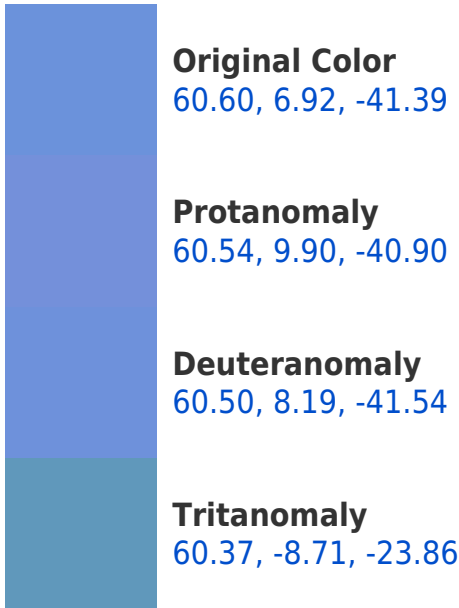 Original Color
60.60, 6.92, -41.39
Protanomaly
60.54, 9.90, -40.90
Deuteranomaly
60.50, 8.19, -41.54
Tritanomaly
60.37, -8.71, -23.86